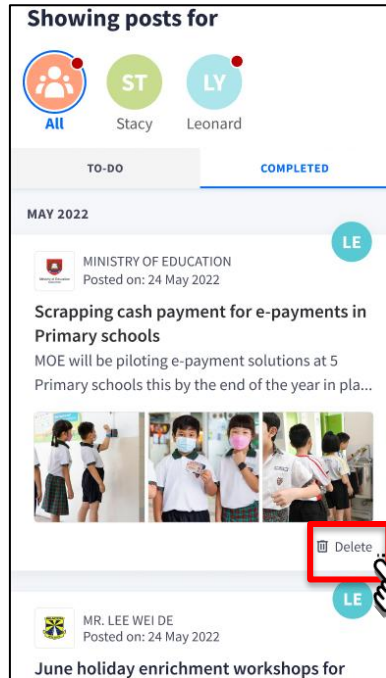 Showing posts for
ST
LY
All
Stacy
Leonard
TO-DO
COMPLETED
MAY 2022
LE
MINISTRY OF EDUCATION
Posted on: 24 May 2022
Scrapping cash payment for e-payments in
Primary schools
MOE will be piloting e-payment solutions at 5
Primary schools this by the end of the year in pla...
Delete
LE
MR. LEE WEI DE
Posted on: 24 May 2022
June holiday enrichment workshops for